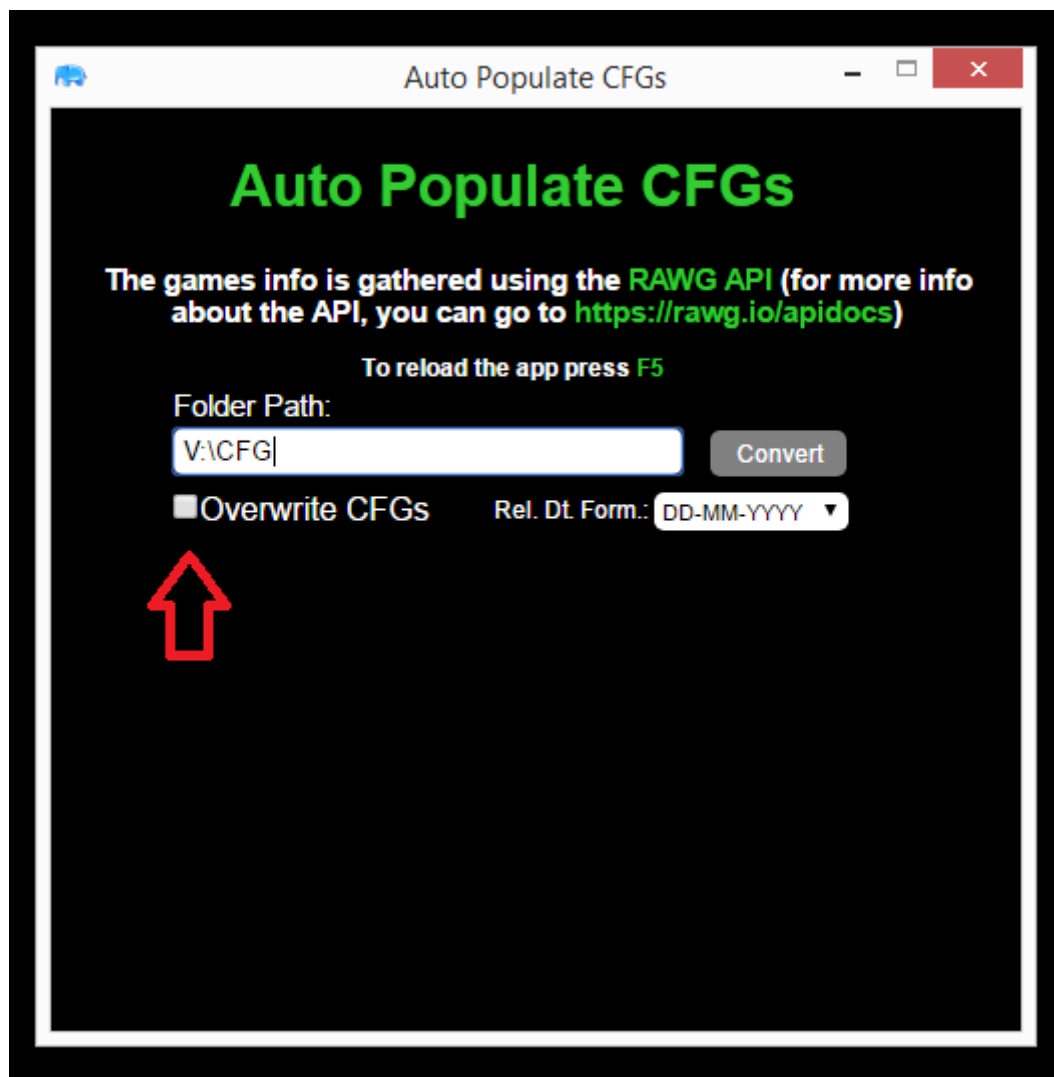 Auto Populate CFGs
Auto Populate CFGs
The games info is gathered using the RAWG API (for more info
about the API, you can go to https://rawg.io/apidocs)
To reload the app press F5
Folder Path:
V:\CFG
Convert
Overwrite CFGs
Rel. Dt. Form.: DD-MM-YYYY